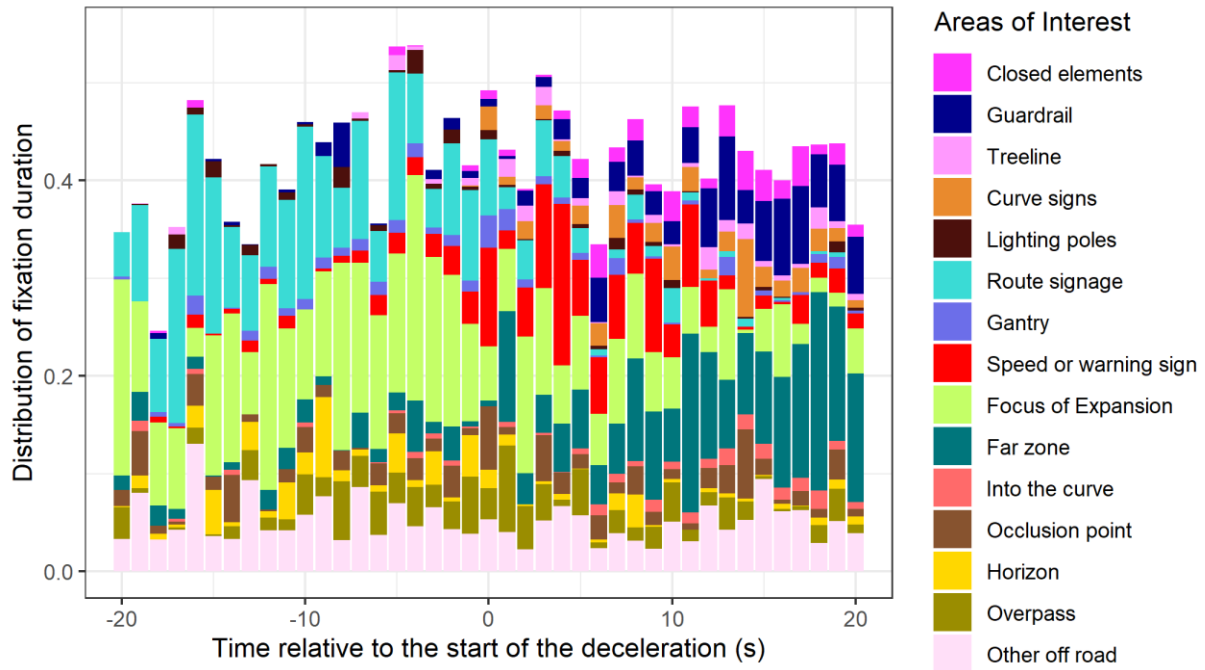 Distribution of fixation duration
0.4
0.2
0.0
-20
-10
0
10
20
Time relative to the start of the deceleration (s)
Areas of Interest
Closed elements
Guardrail
Treeline
Curve signs
Lighting poles
Route signage
Gantry
Speed or warning sign
Focus of Expansion
Far zone
Into the curve
Occlusion point
Horizon
Overpass
Other off road